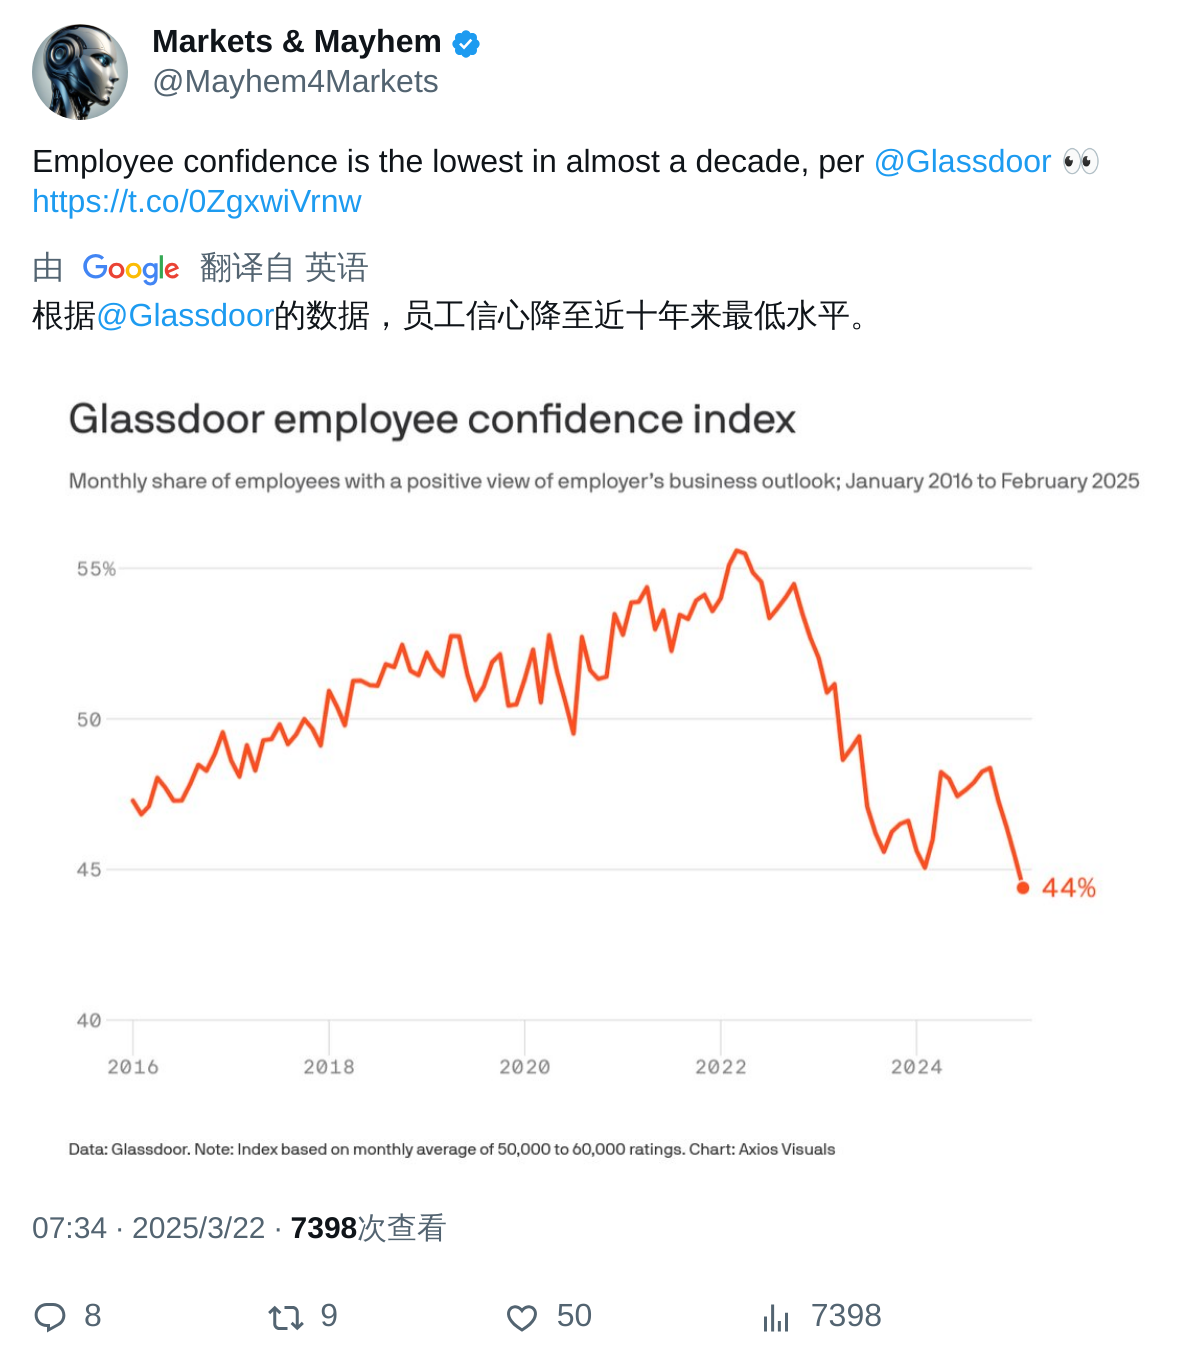 Markets & Mayhem
@Mayhem4Markets
Employee confidence is the lowest in almost a decade, per @Glassdoor 👀
https://t.co/0ZgxwiVrnw
由 Google 翻译自 英语
根据@Glassdoor的数据，员工信心降至近十年来最低水平。
Glassdoor employee confidence index
Monthly share of employees with a positive view of employer's business outlook; January 2016 to February 2025
55%
50
45
44%
40
2016 2018 2020 2022 2024
Data: Glassdoor. Note: Index based on monthly average of 50,000 to 60,000 ratings. Chart: Axios Visuals
07:34 · 2025/3/22 · 7398次查看
8 9 50 7398